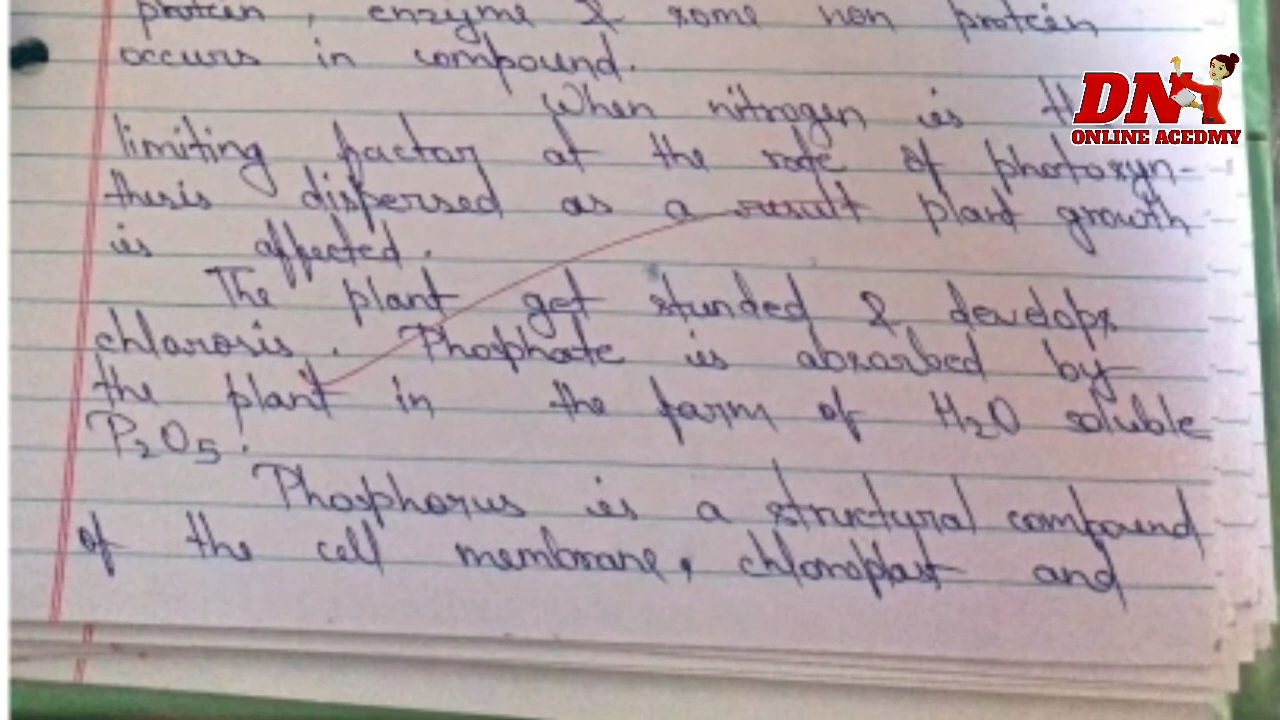 protein, enzyme & some non protein
occurs in compound.
When nitrogen is th
limiting factor at the rate of photosyn-
thesis dispersed as a result plant growth
is affected.
The plant get stunded & develops
chlorosis. Phosphate is absorbed by
the plant in the form of H₂O soluble
P₂O₅.
Phosphorus is a structural compound
of the cell membrane, chloroplast and
DN
ONLINE ACEDMY